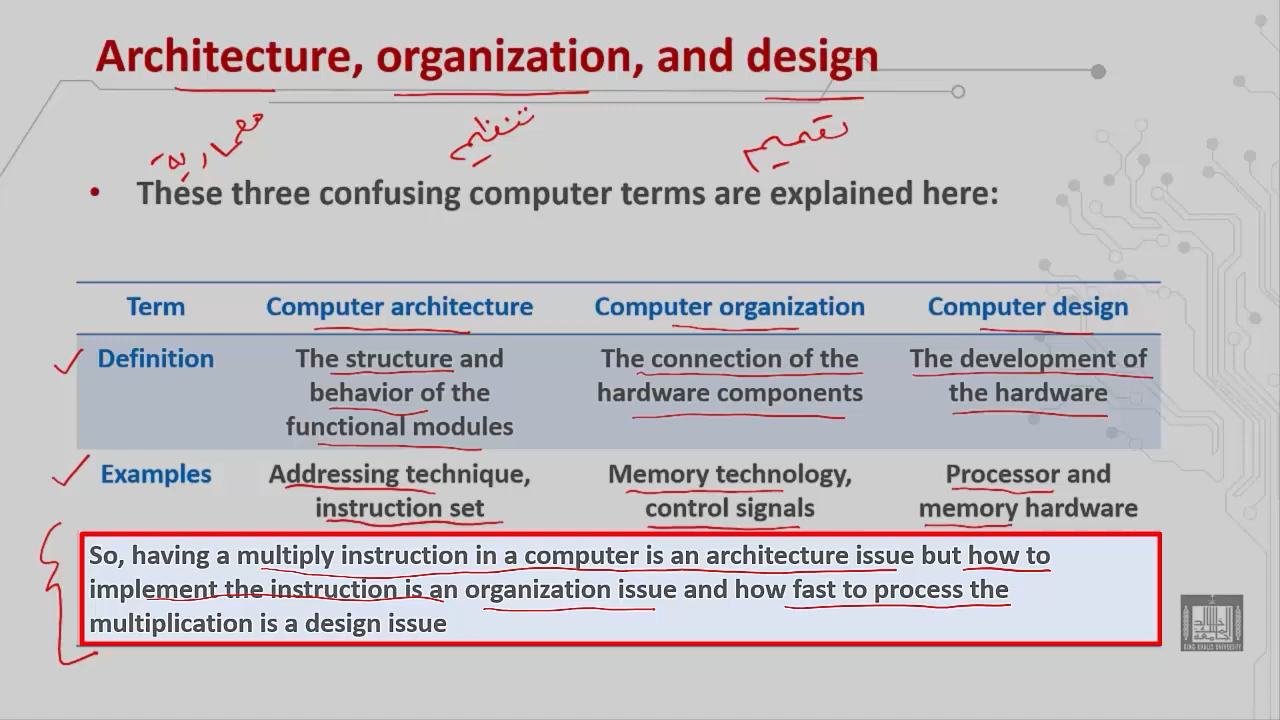 Architecture, organization, and design
معمارية تنظيم تصميم
• These three confusing computer terms are explained here:
Term Computer architecture Computer organization Computer design
Definition The structure and The connection of the The development of
behavior of the hardware components the hardware
functional modules
Examples Addressing technique, Memory technology, Processor and
instruction set control signals memory hardware
So, having a multiply instruction in a computer is an architecture issue but how to
implement the instruction is an organization issue and how fast to process the
multiplication is a design issue
KING KHALID UNIVERSITY